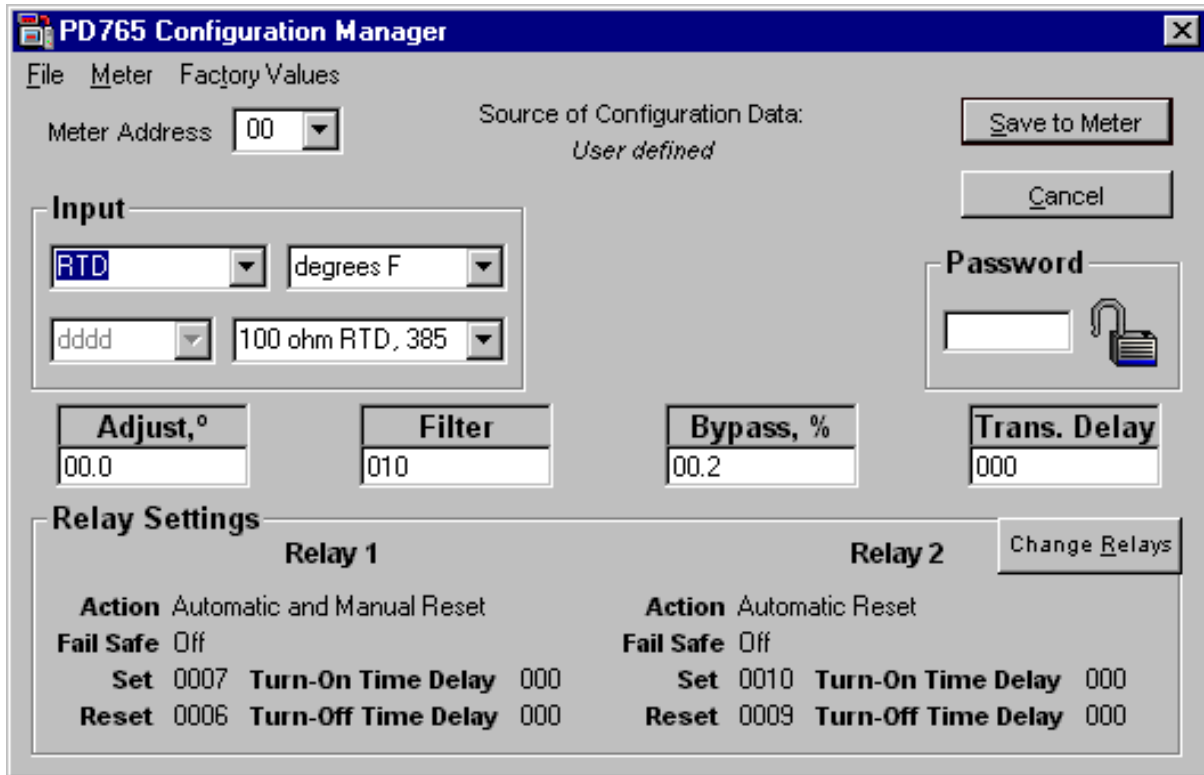 PD765 Configuration Manager
File Meter Factory Values
Meter Address 00
Source of Configuration Data:
User defined
Save to Meter
Cancel
Input
RTD degrees F
dddd 100 ohm RTD, 385
Password
Adjust,º Filter Bypass, % Trans. Delay
00.0 010 00.2 000
Relay Settings
Change Relays
Relay 1 Relay 2
Action Automatic and Manual Reset Action Automatic Reset
Fail Safe Off Fail Safe Off
Set 0007 Turn-On Time Delay 000 Set 0010 Turn-On Time Delay 000
Reset 0006 Turn-Off Time Delay 000 Reset 0009 Turn-Off Time Delay 000